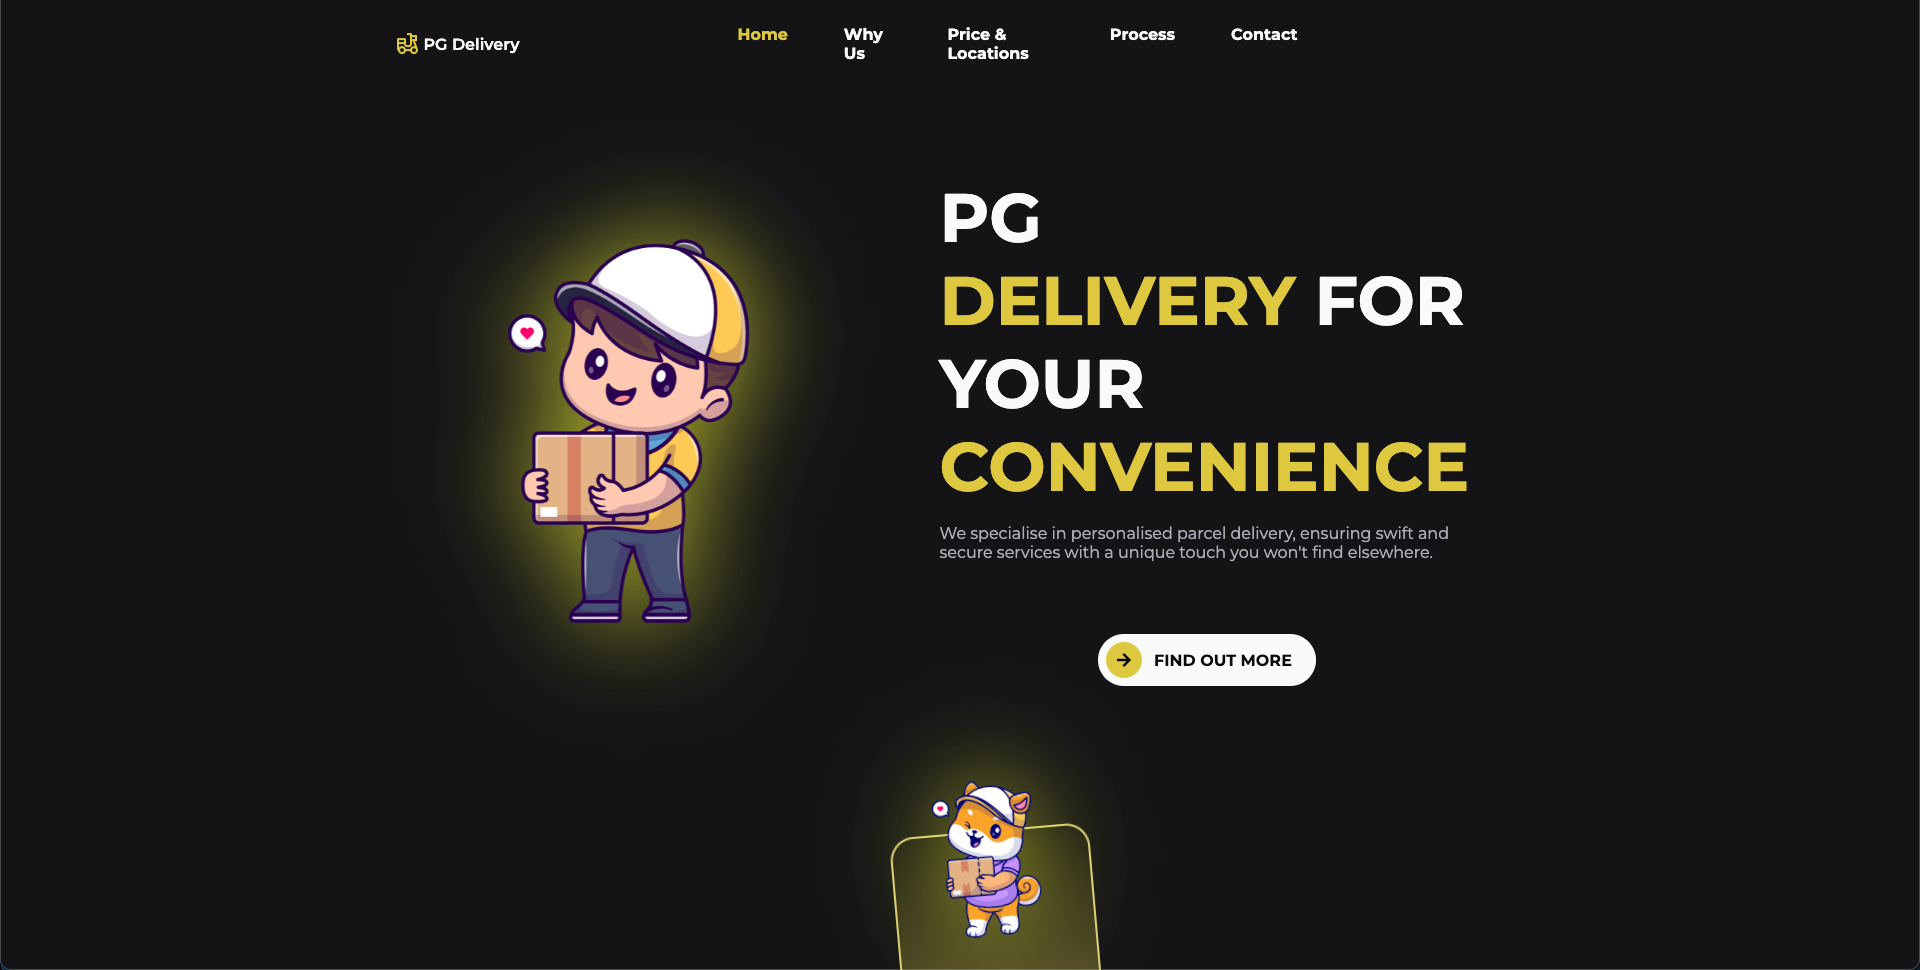 PG Delivery
Home
Why
Us
Price &
Locations
Process
Contact
PG
DELIVERY FOR
YOUR
CONVENIENCE
We specialise in personalised parcel delivery, ensuring swift and
secure services with a unique touch you won't find elsewhere.
FIND OUT MORE